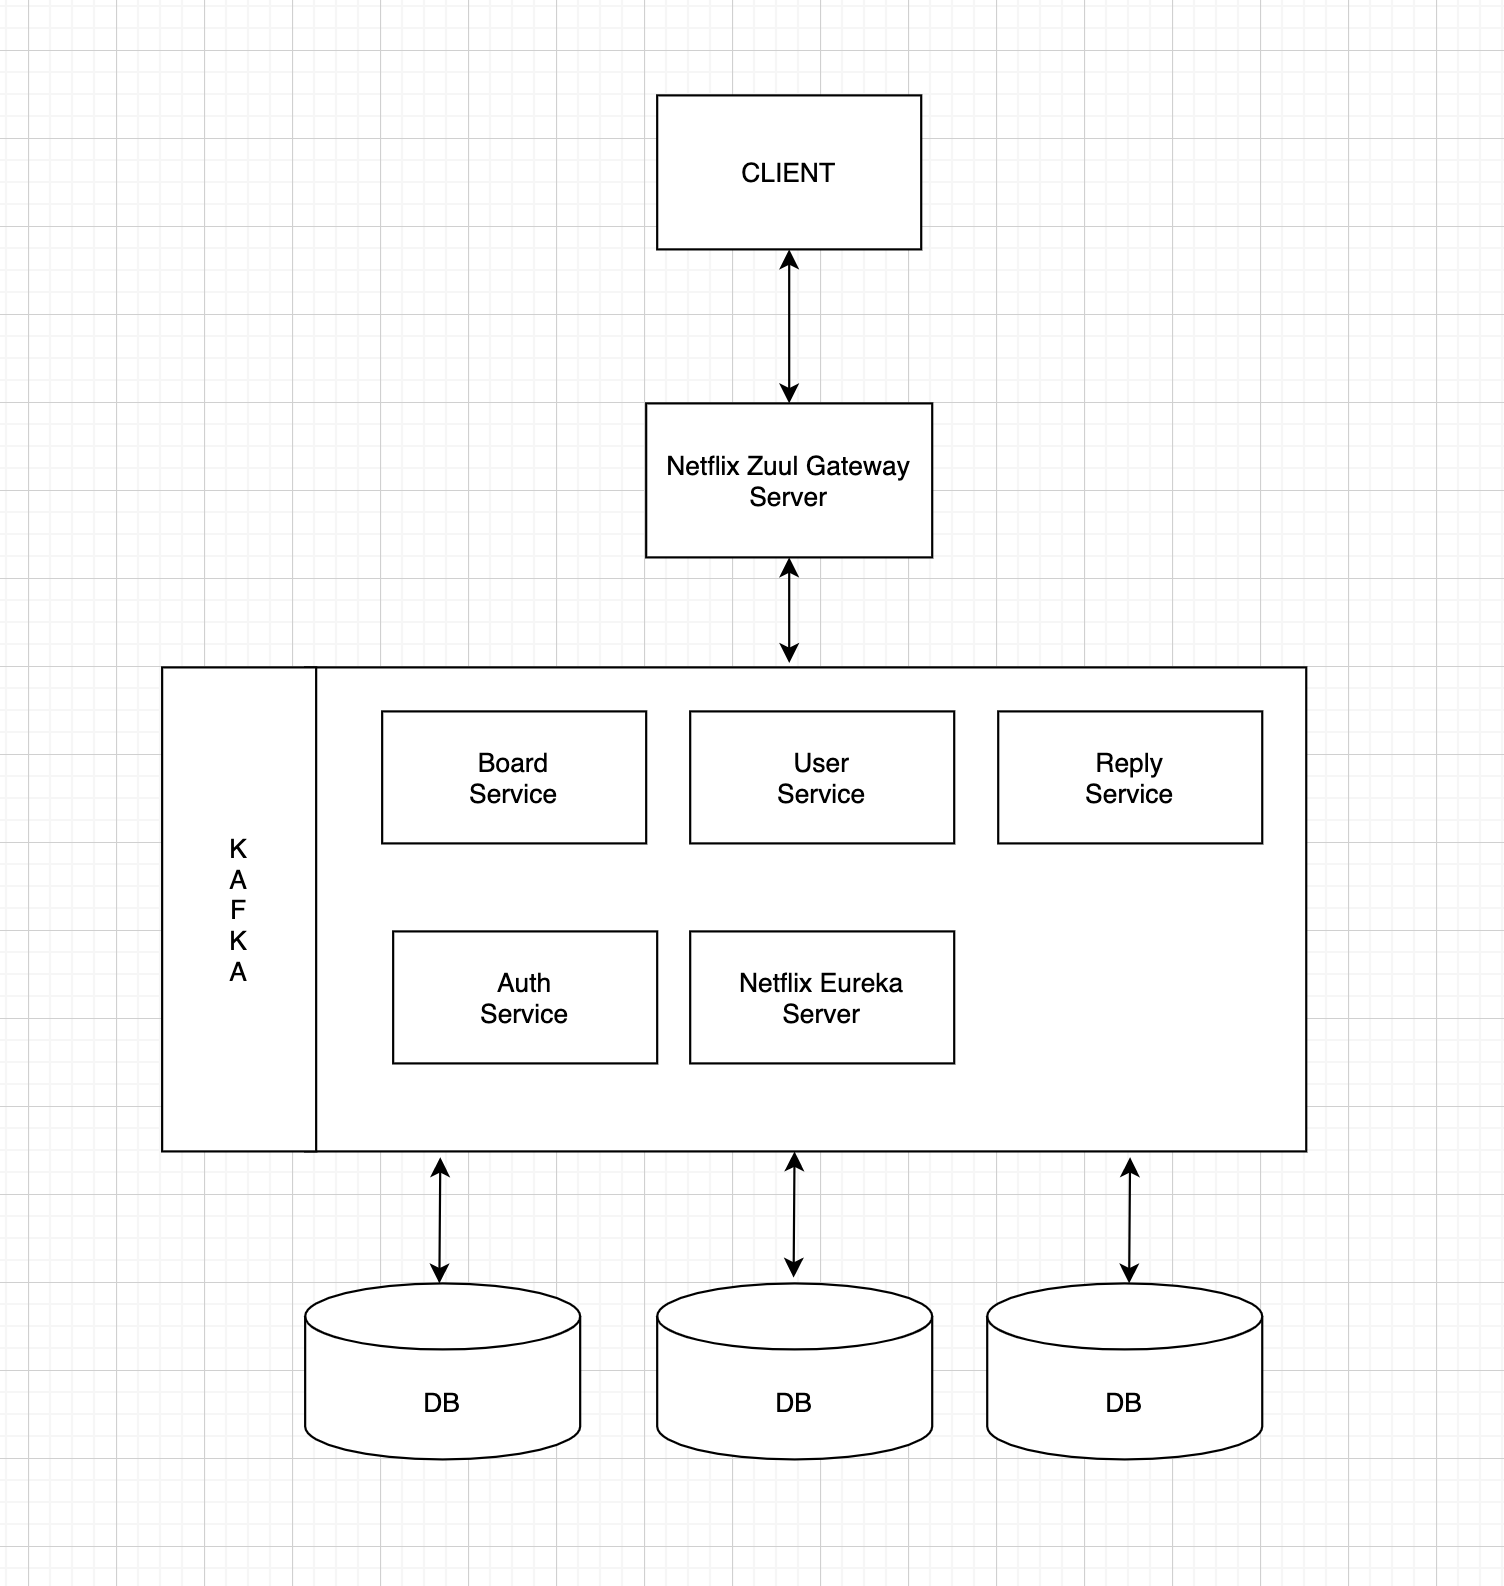 CLIENT
Netflix Zuul Gateway
Server
Board
Service
User
Service
Reply
Service
K
A
F
K
A
Auth
Service
Netflix Eureka
Server
DB
DB
DB